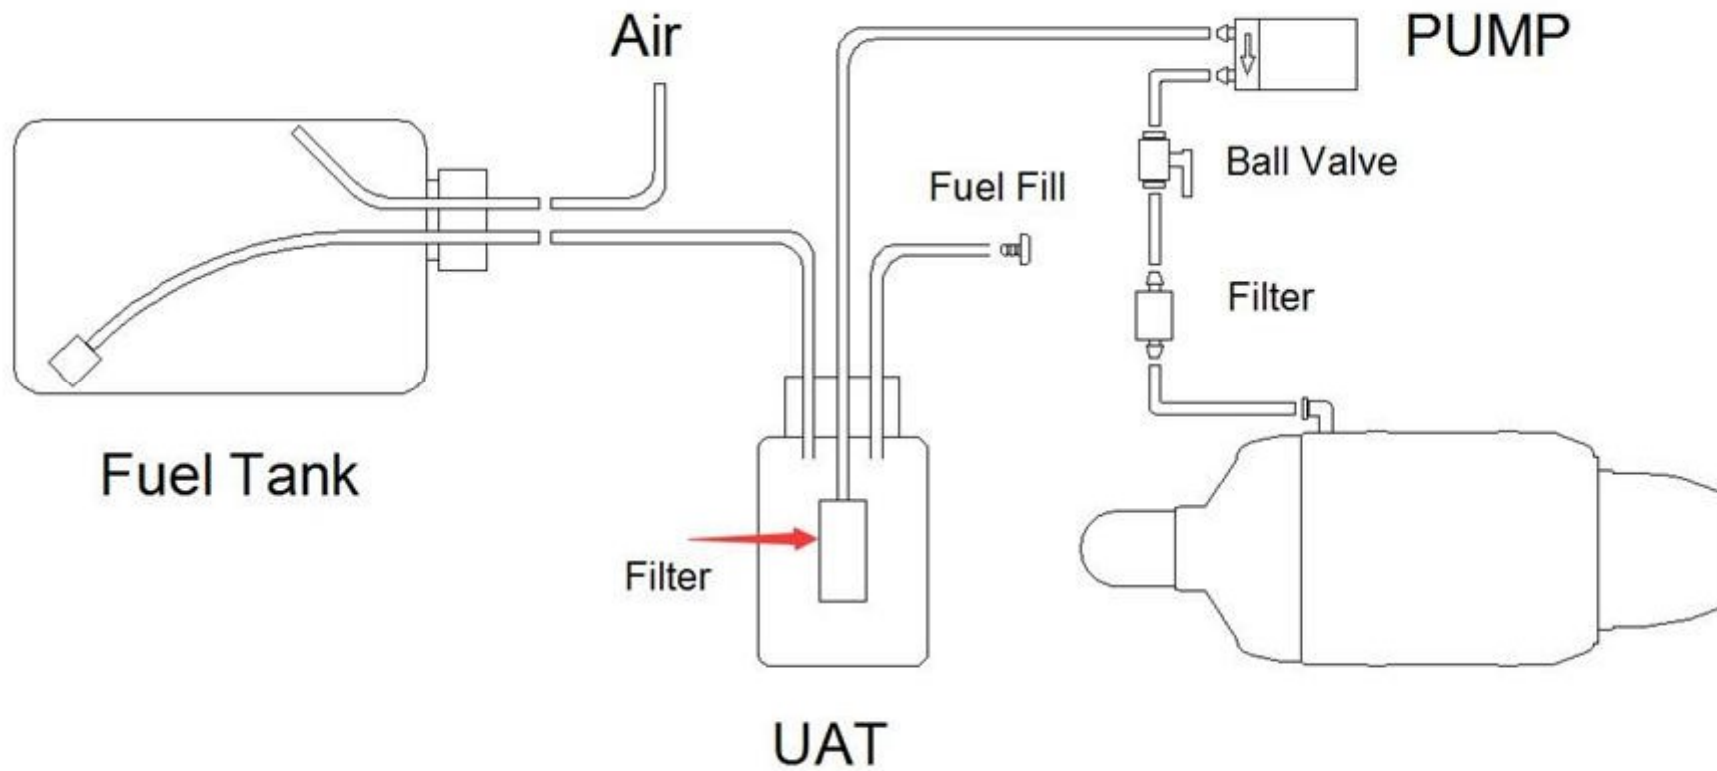 Air
PUMP
Ball Valve
Fuel Fill
Filter
Fuel Tank
Filter
UAT